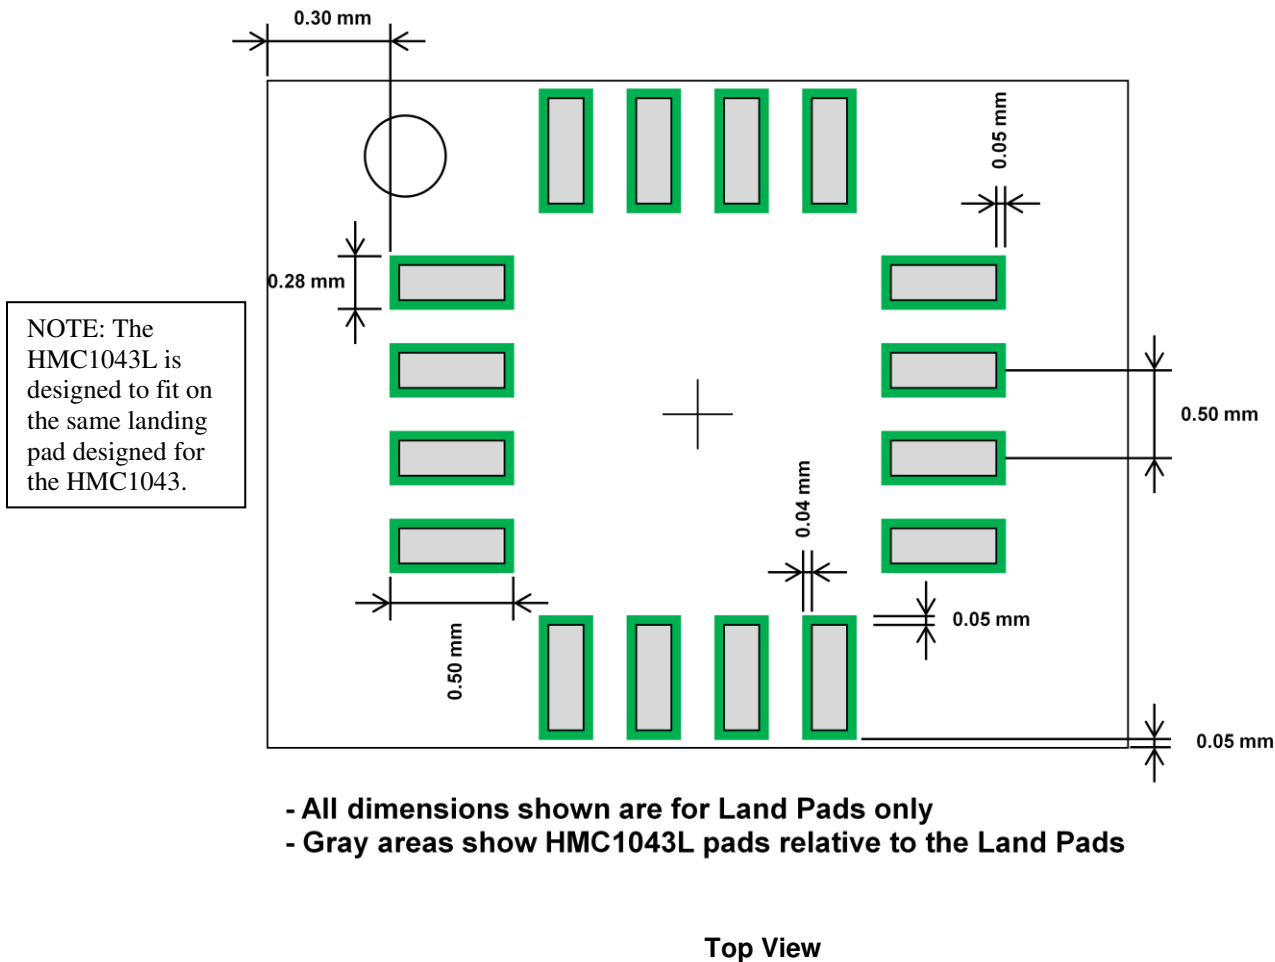 0.30 mm
0.05 mm
0.28 mm
NOTE: The
HMC1043L is
designed to fit on
the same landing
pad designed for
the HMC1043.
0.50 mm
0.04 mm
0.50 mm
0.05 mm
0.05 mm
- All dimensions shown are for Land Pads only
- Gray areas show HMC1043L pads relative to the Land Pads
Top View